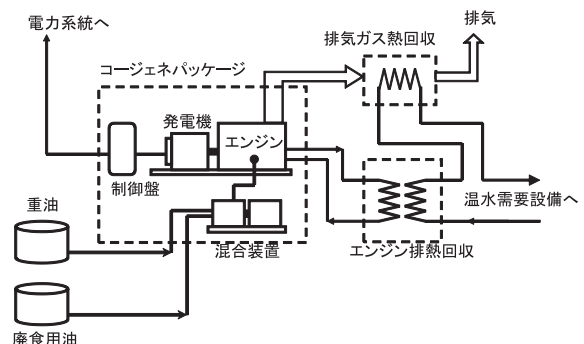 電力系統へ
排気
排気ガス熱回収
コージェネパッケージ
発電機
エンジン
制御盤
温水需要設備へ
重油
混合装置
エンジン排熱回収
廃食用油